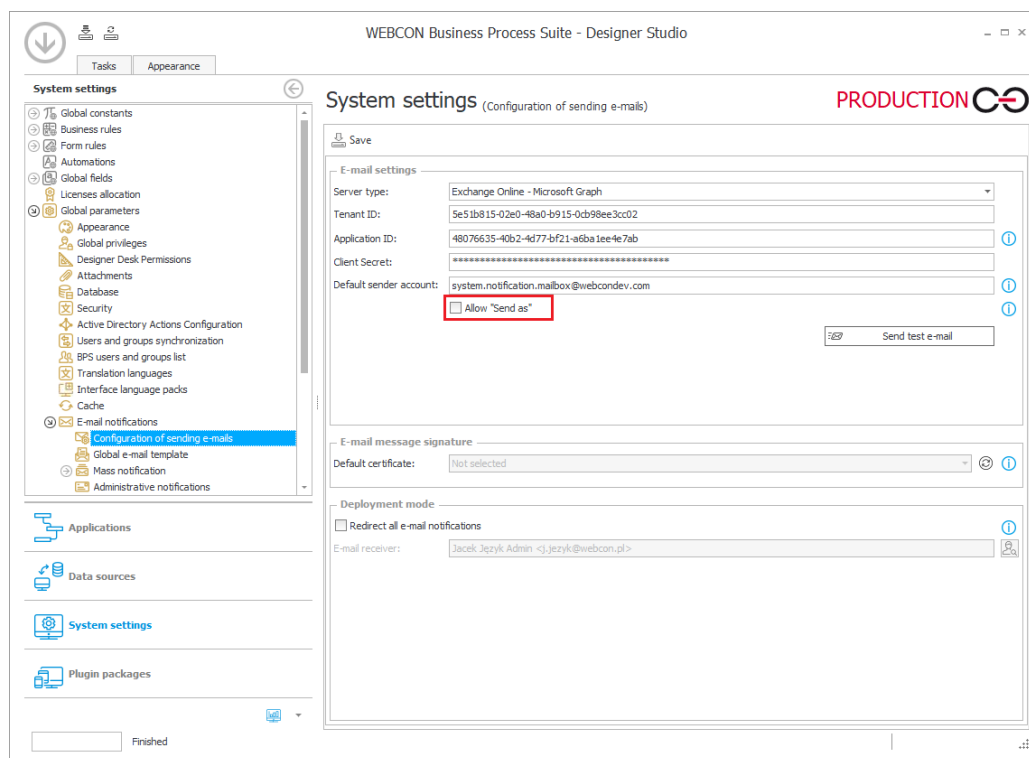 WEBCON Business Process Suite - Designer Studio
Tasks
Appearance
System settings
Global constants
Business rules
Form rules
Automations
Global fields
Licenses allocation
Global parameters
Appearance
Global privileges
Designer Desk Permissions
Attachments
Database
Security
Active Directory Actions Configuration
Users and groups synchronization
BPS users and groups list
Translation languages
Interface language packs
Cache
E-mail notifications
Configuration of sending e-mails
Global e-mail template
Mass notification
Administrative notifications
Applications
Data sources
System settings
Plugin packages
Finished
System settings (Configuration of sending e-mails)
PRODUCTION
Save
E-mail settings
Server type: Exchange Online - Microsoft Graph
Tenant ID: 5e51b815-02e0-48a0-b915-0cb98ee3cc02
Application ID: 48076635-40b2-4d77-bf21-a6ba1ee4e7ab
Client Secret: ****************************************
Default sender account: system.notification.mailbox@webcondev.com
Allow "Send as"
Send test e-mail
E-mail message signature
Default certificate: Not selected
Deployment mode
Redirect all e-mail notifications
E-mail receiver: Jacek Język Admin <j.jezyk@webcon.pl>